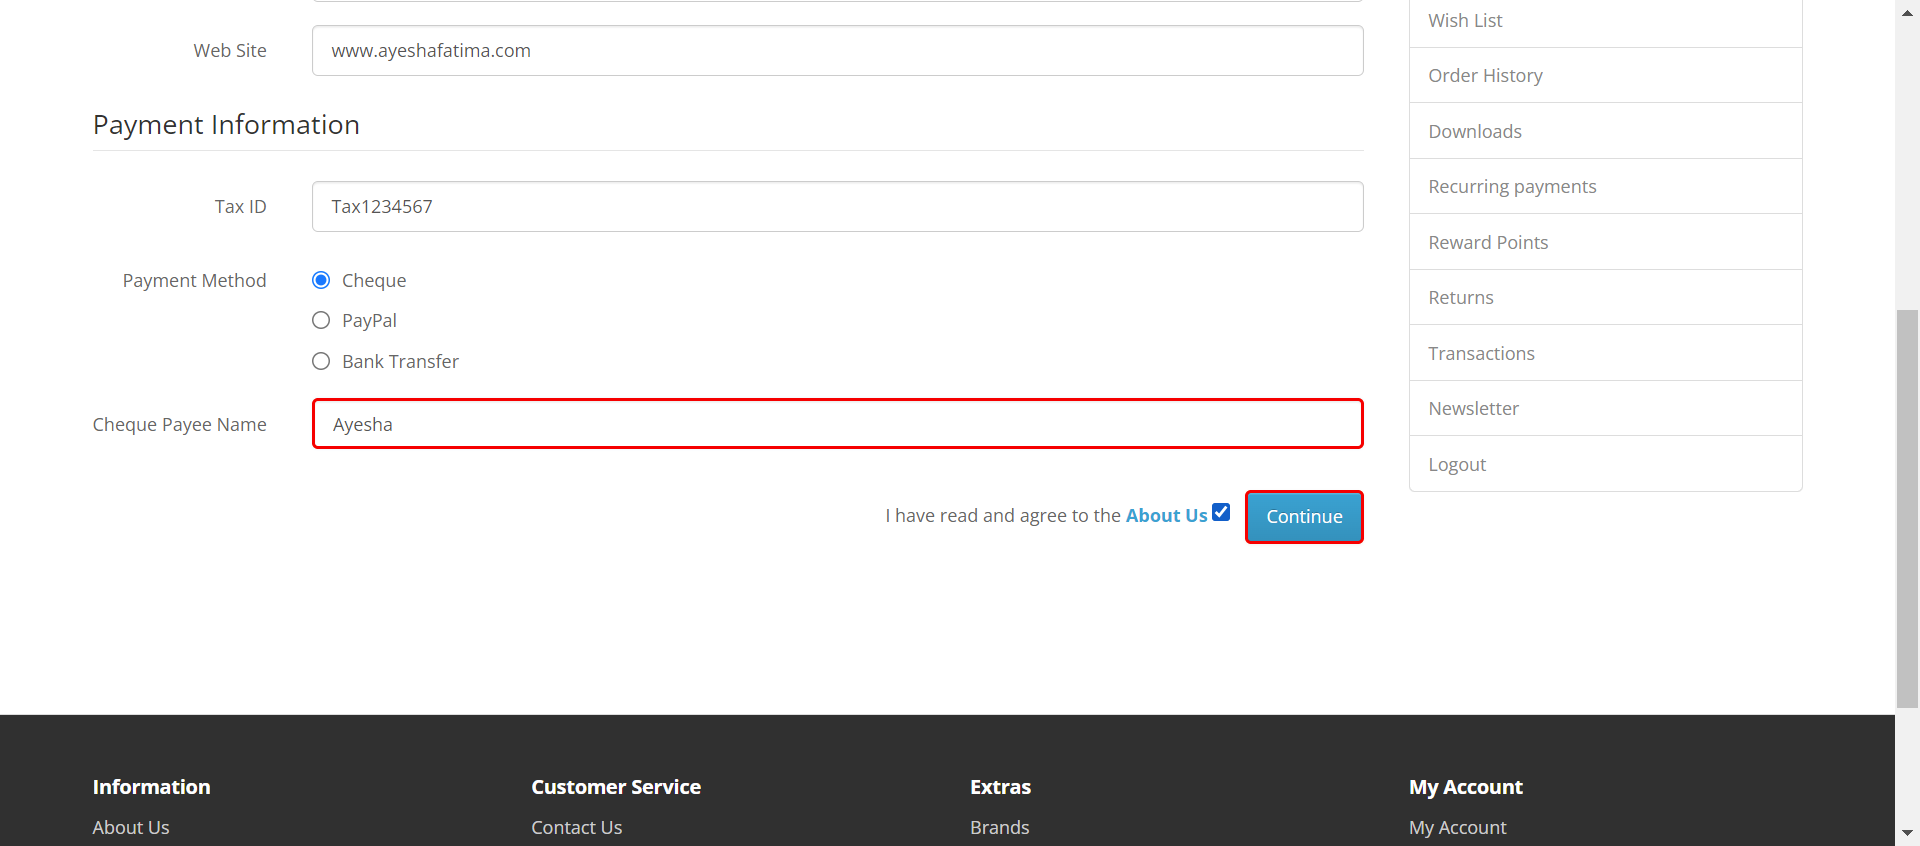 Web Site
www.ayeshafatima.com
Payment Information
Tax ID
Tax1234567
Payment Method
Cheque
PayPal
Bank Transfer
Cheque Payee Name
Ayesha
I have read and agree to the About Us
Continue
Wish List
Order History
Downloads
Recurring payments
Reward Points
Returns
Transactions
Newsletter
Logout
Information
About Us
Customer Service
Contact Us
Extras
Brands
My Account
My Account